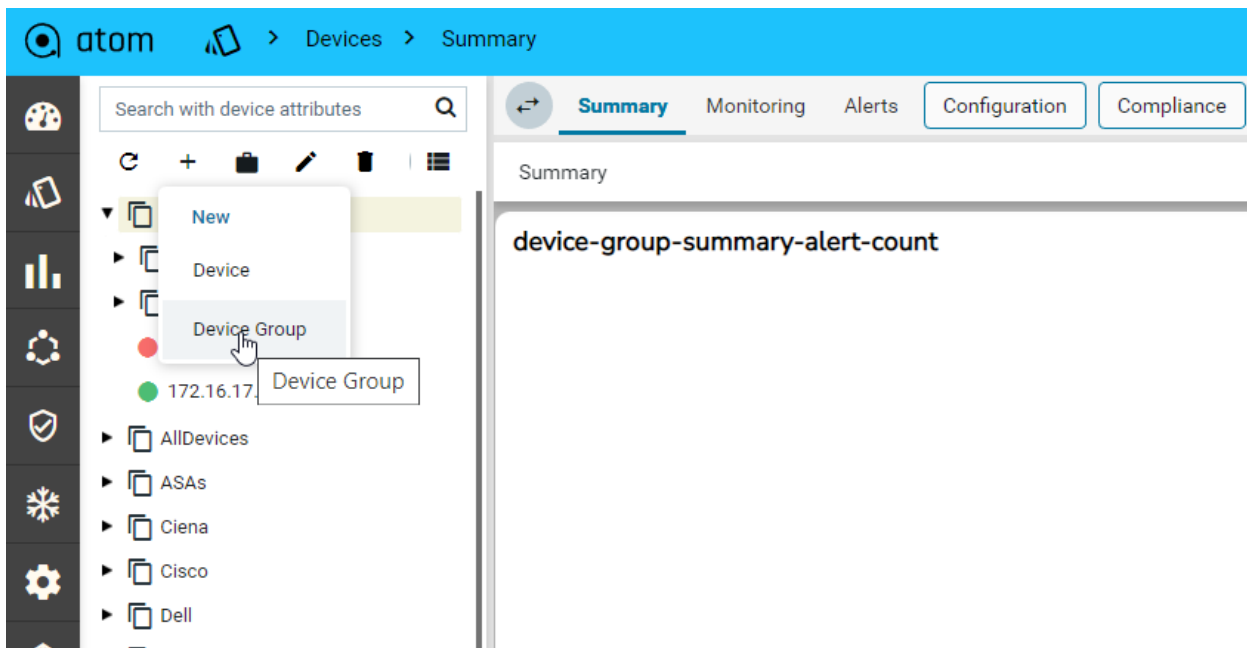 atom > Devices > Summary
Search with device attributes
Summary Monitoring Alerts Configuration Compliance
Summary
New
device-group-summary-alert-count
Device
Device Group
Device Group
172.16.17.
AllDevices
ASAs
Ciena
Cisco
Dell